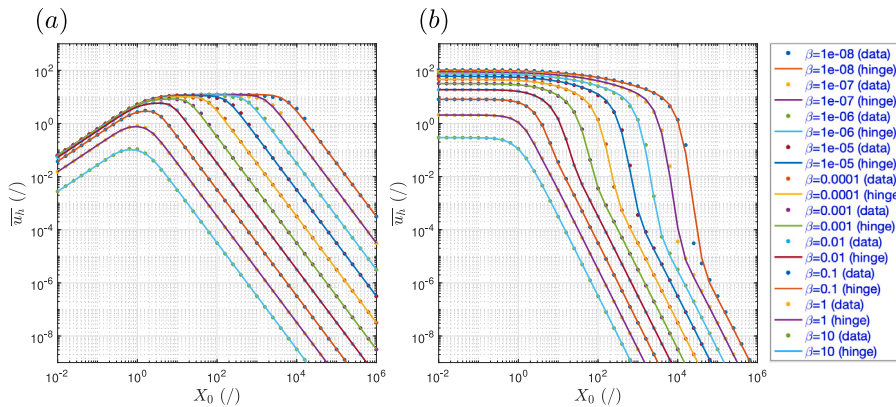 (a)
(b)
10^2
10^0
10^-2
10^-4
10^-6
10^-8
\overline{w_h} (/)
10^-2
10^0
10^2
10^4
10^6
X_0 (/)
10^2
10^0
10^-2
10^-4
10^-6
10^-8
\overline{w_h} (/)
10^-2
10^0
10^2
10^4
10^6
X_0 (/)
β=1e-08 (data)
β=1e-08 (hinge)
β=1e-07 (data)
β=1e-07 (hinge)
β=1e-06 (data)
β=1e-06 (hinge)
β=1e-05 (data)
β=1e-05 (hinge)
β=0.0001 (data)
β=0.0001 (hinge)
β=0.001 (data)
β=0.001 (hinge)
β=0.01 (data)
β=0.01 (hinge)
β=0.1 (data)
β=0.1 (hinge)
β=1 (data)
β=1 (hinge)
β=10 (data)
β=10 (hinge)